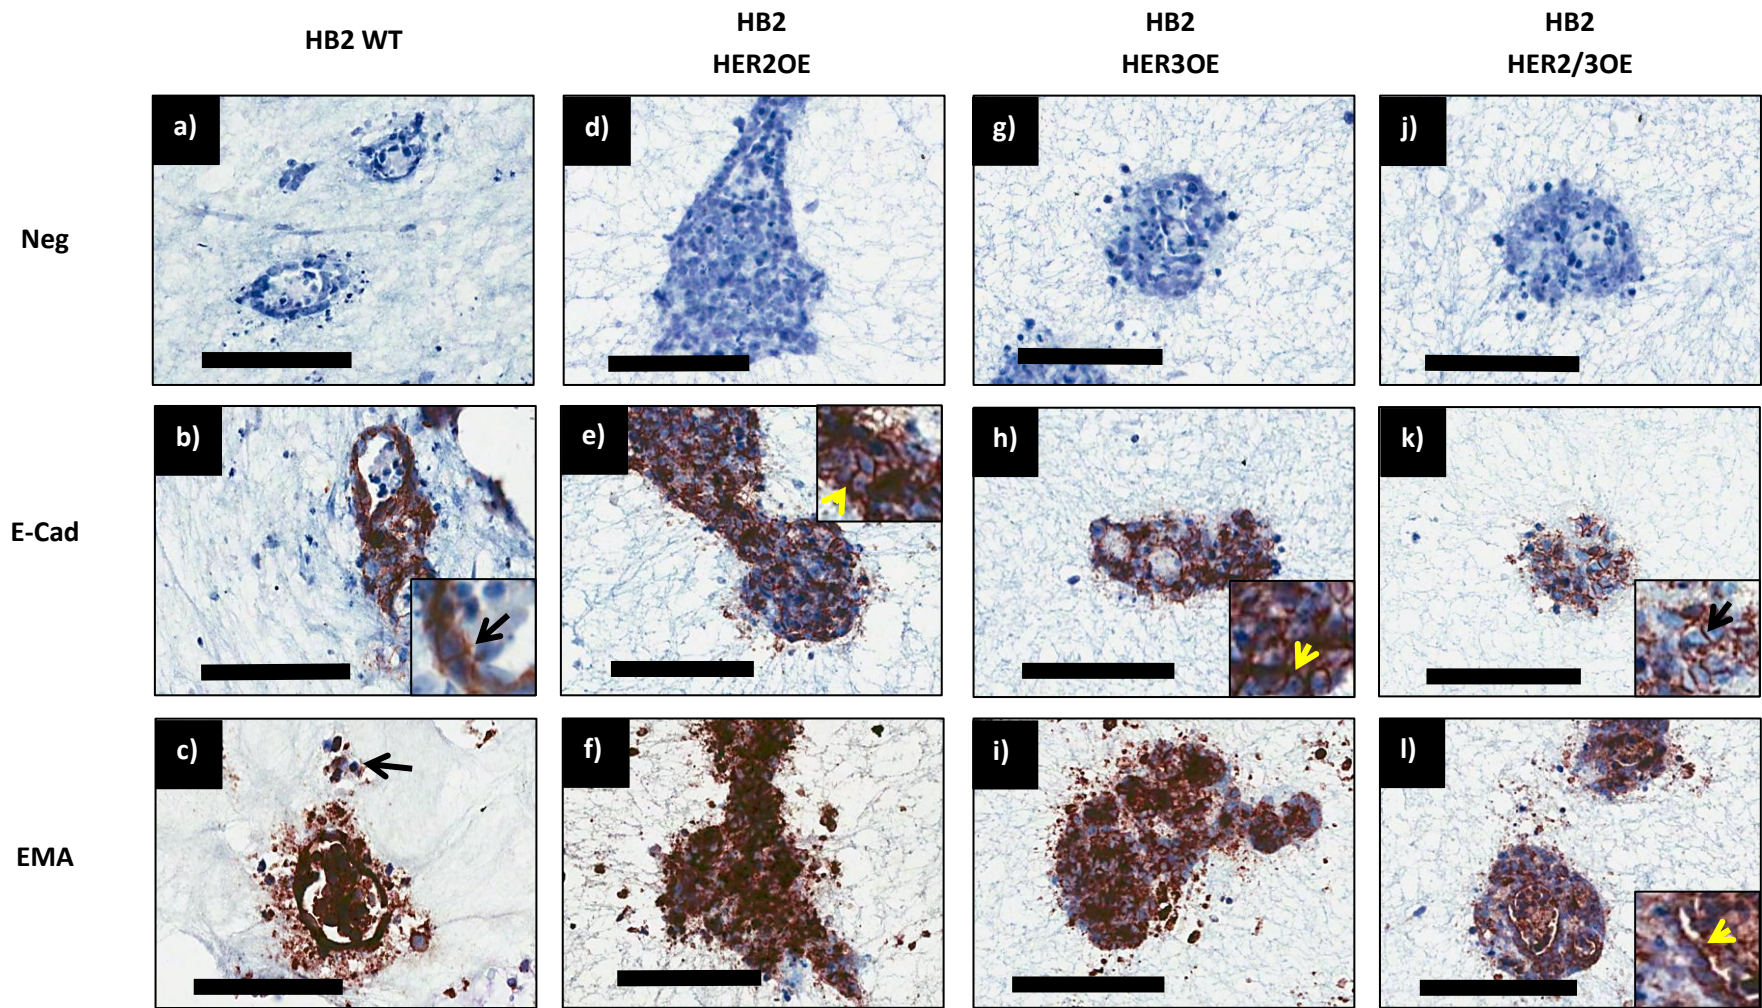 HB2 WT
HB2
HER2OE
HB2
HER3OE
HB2
HER2/3OE
Neg
a)
d)
g)
j)
E-Cad
b)
e)
h)
k)
EMA
c)
f)
i)
l)